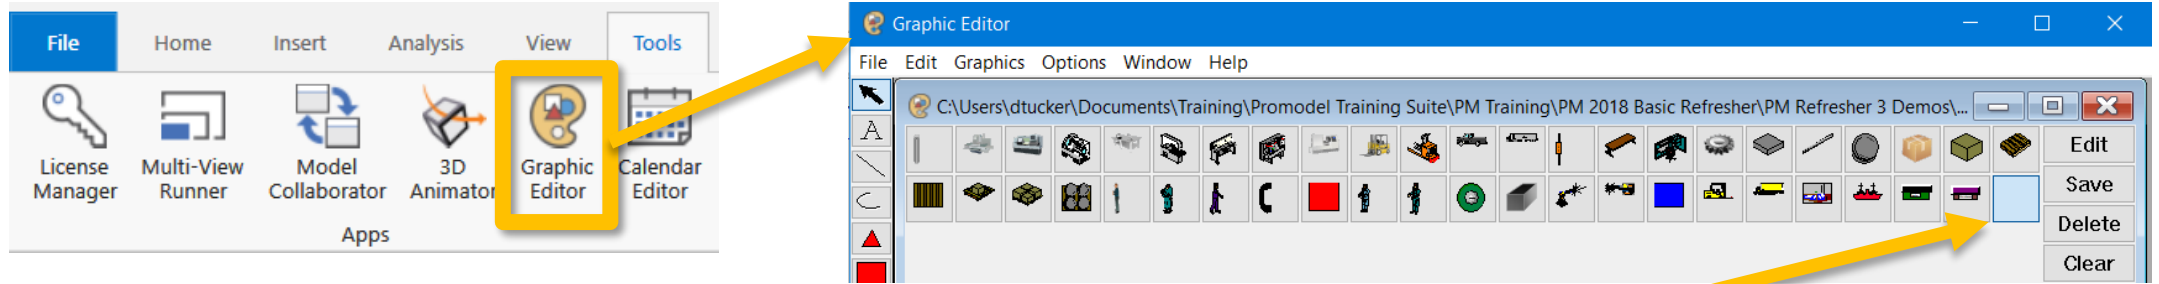 File Home Insert Analysis View Tools
License Manager
Multi-View Runner
Model Collaborator
3D Animator
Graphic Editor
Calendar Editor
Apps
Graphic Editor
File Edit Graphics Options Window Help
C:\Users\dtucker\Documents\Training\Promodel Training Suite\PM Training\PM 2018 Basic Refresher\PM Refresher 3 Demos\...
A
Edit
Save
Delete
Clear